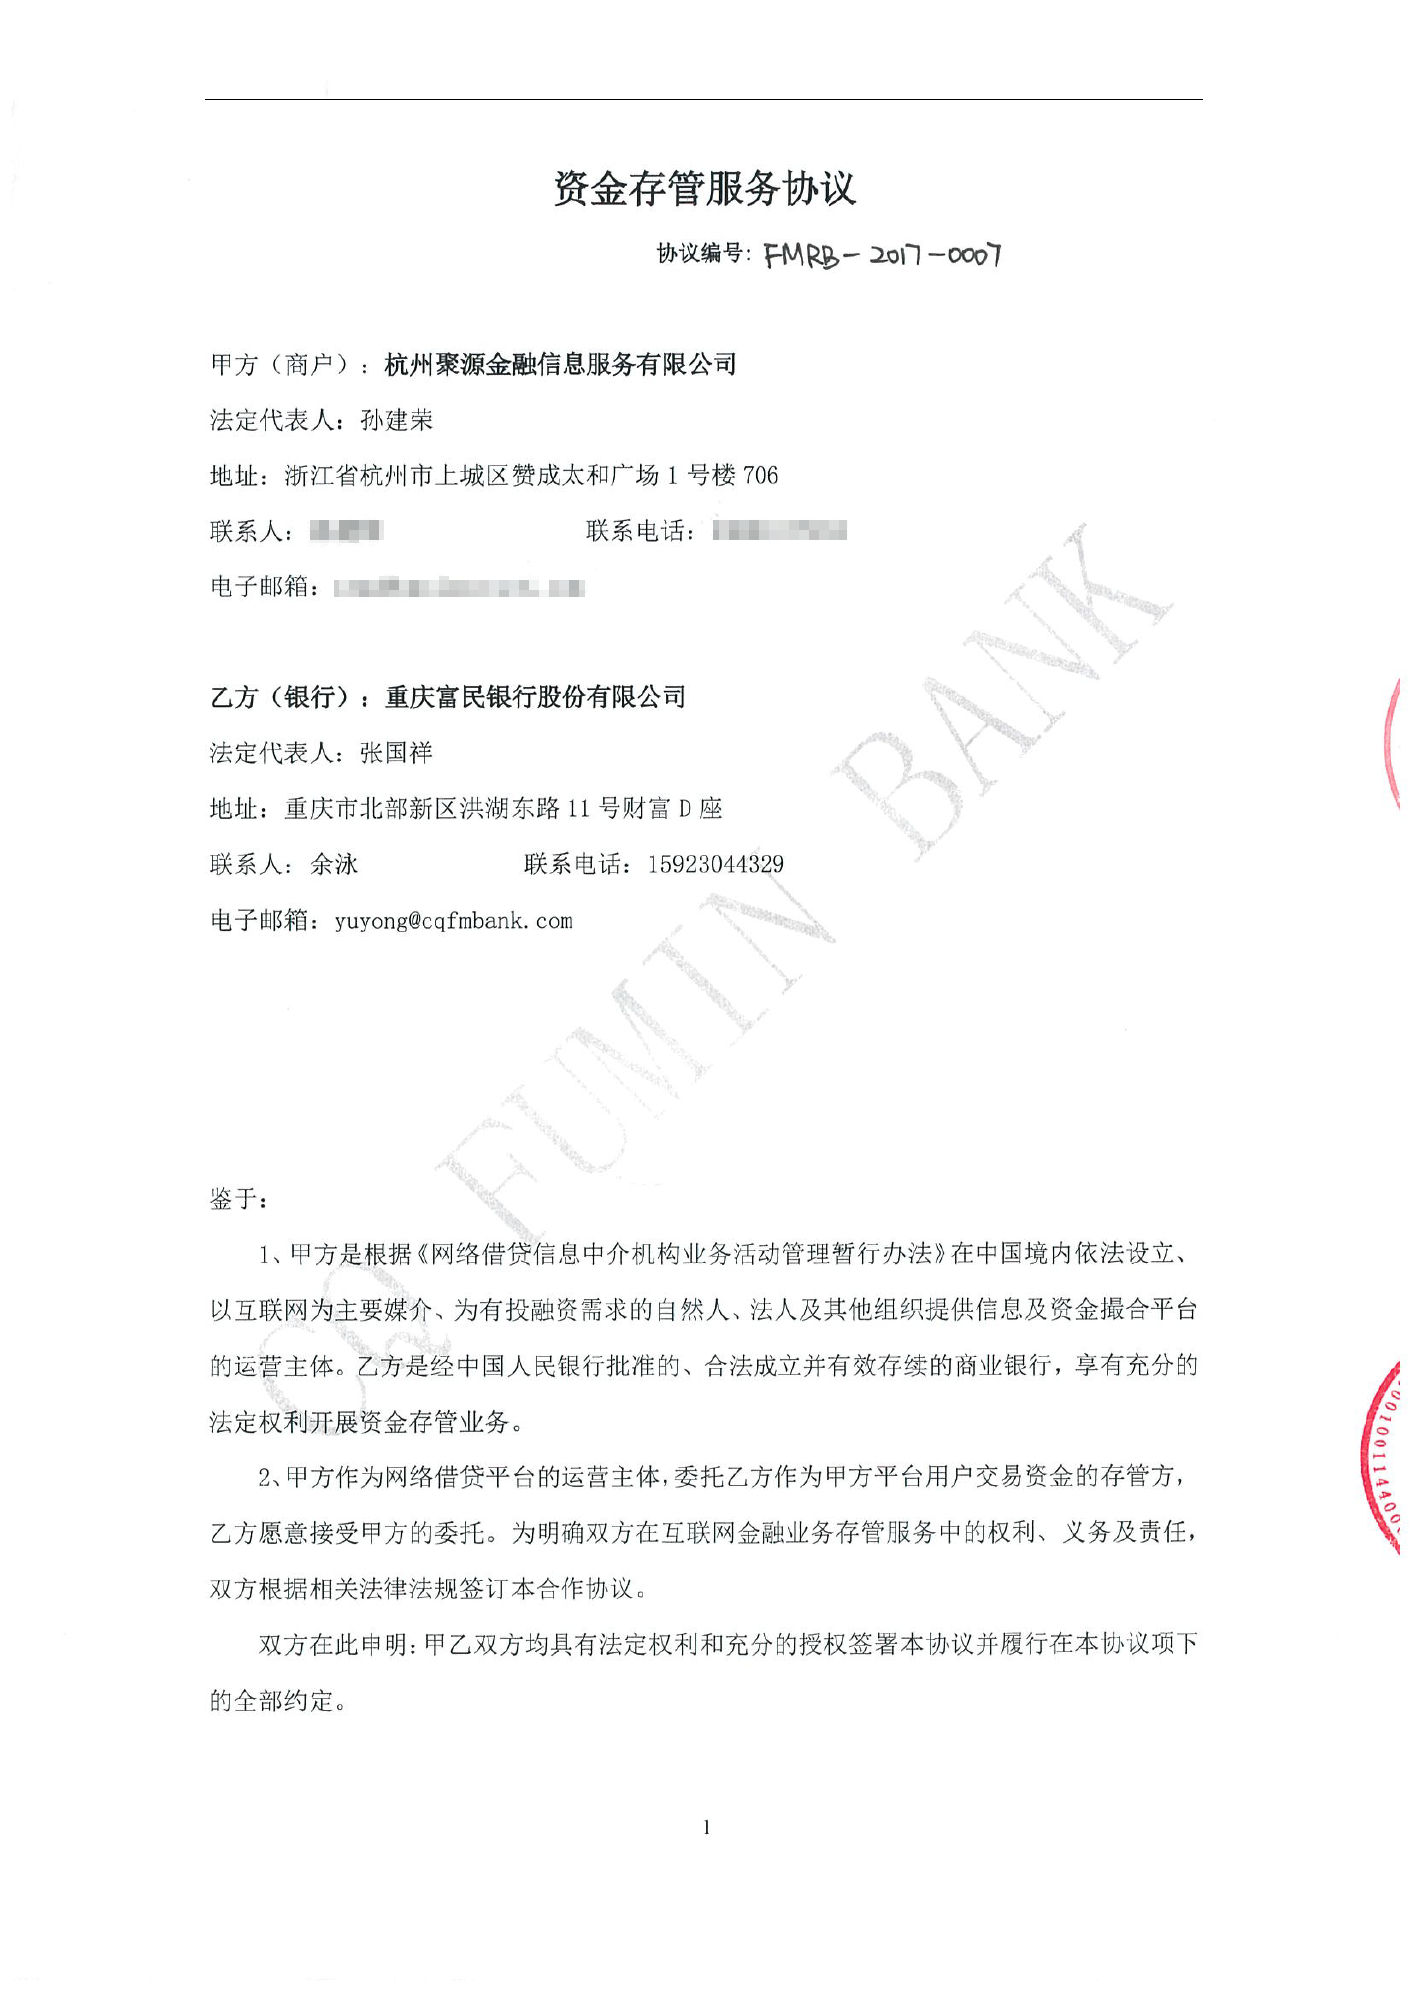 资金存管服务协议
协议编号: FMRB-2017-0007
甲方（商户）: 杭州聚源金融信息服务有限公司
法定代表人: 孙建荣
地址: 浙江省杭州市上城区赞成太和广场 1 号楼 706
联系人: 联系电话:
电子邮箱:
乙方（银行）: 重庆富民银行股份有限公司
法定代表人: 张国祥
地址: 重庆市北部新区洪湖东路 11 号财富 D 座
联系人: 余泳 联系电话: 15923044329
电子邮箱: yuyong@cqfmbank.com
鉴于:
1、甲方是根据《网络借贷信息中介机构业务活动管理暂行办法》在中国境内依法设立、
以互联网为主要媒介、为有投融资需求的自然人、法人及其他组织提供信息及资金撮合平台
的运营主体。乙方是经中国人民银行批准的、合法成立并有效存续的商业银行，享有充分的
法定权利开展资金存管业务。
2、甲方作为网络借贷平台的运营主体，委托乙方作为甲方平台用户交易资金的存管方，
乙方愿意接受甲方的委托。为明确双方在互联网金融业务存管服务中的权利、义务及责任，
双方根据相关法律法规签订本合作协议。
双方在此申明：甲乙双方均具有法定权利和充分的授权签署本协议并履行在本协议项下
的全部约定。
1
CQ FUMIN BANK